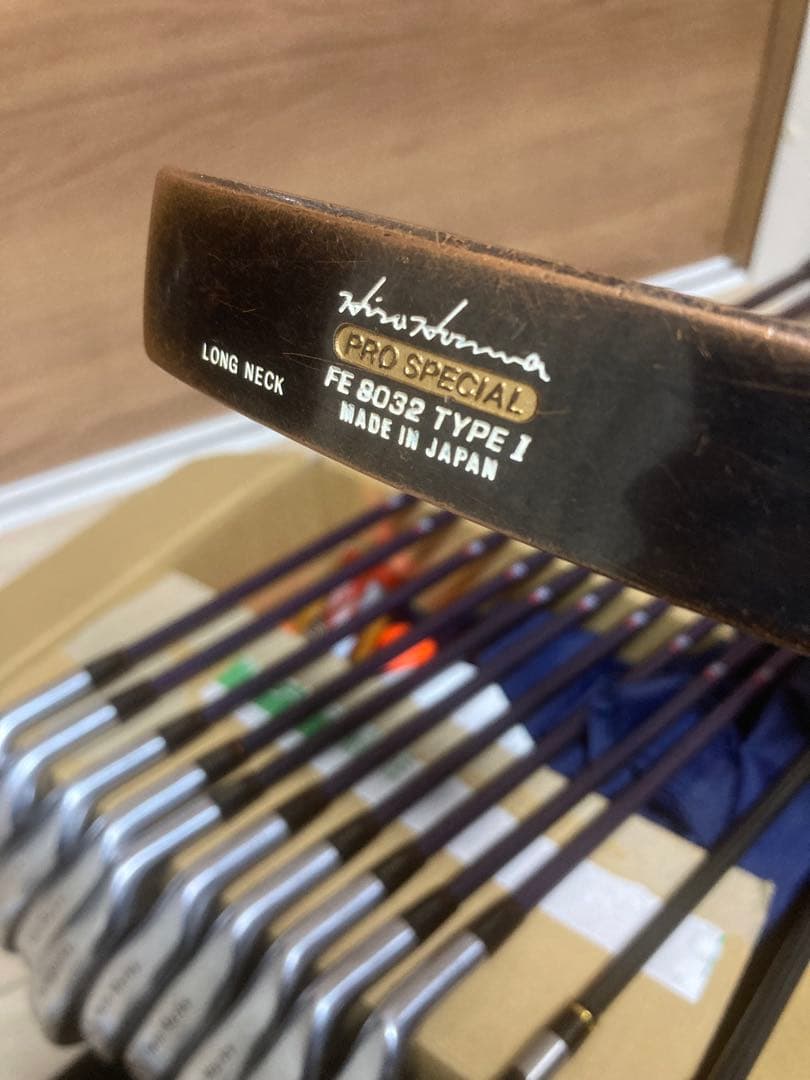 Hiro Honma
PRO SPECIAL
LONG NECK
FE 8032 TYPE I
MADE IN JAPAN